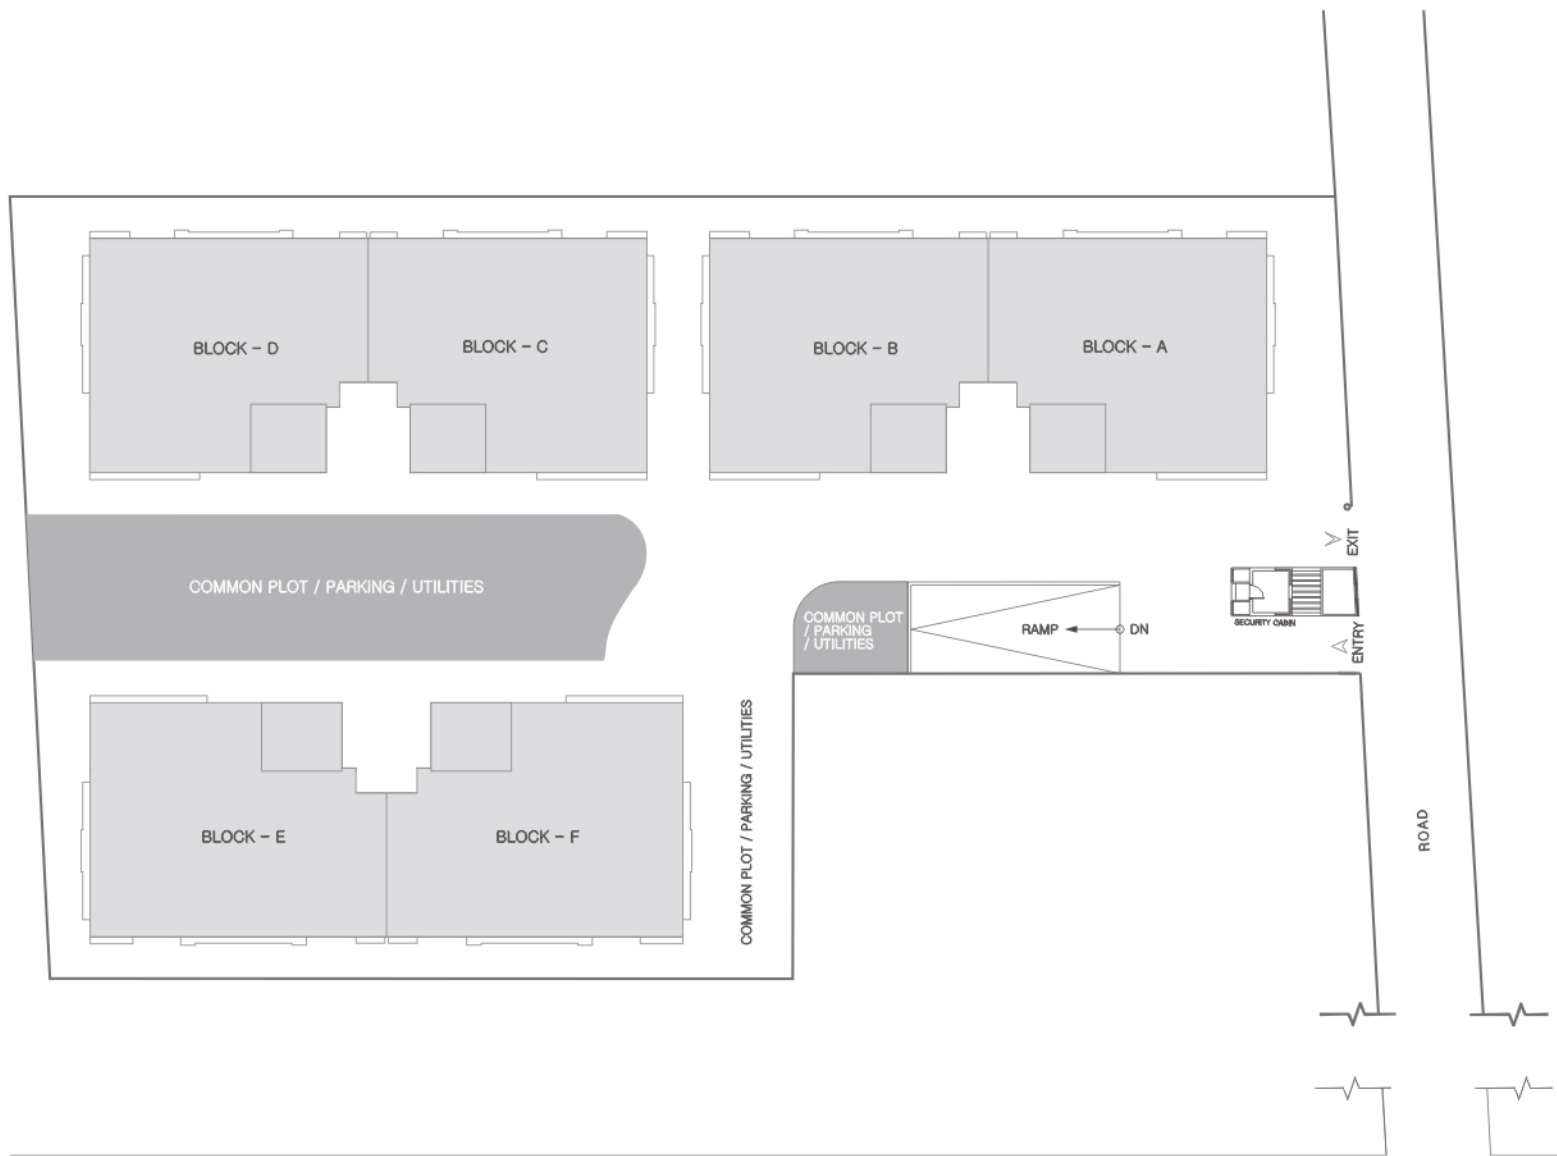 BLOCK – D
BLOCK – C
BLOCK – B
BLOCK – A
EXIT
COMMON PLOT / PARKING / UTILITIES
COMMON PLOT
/ PARKING
/ UTILITIES
RAMP
DN
SECURITY CABIN
ENTRY
COMMON PLOT / PARKING / UTILITIES
BLOCK – E
BLOCK – F
ROAD